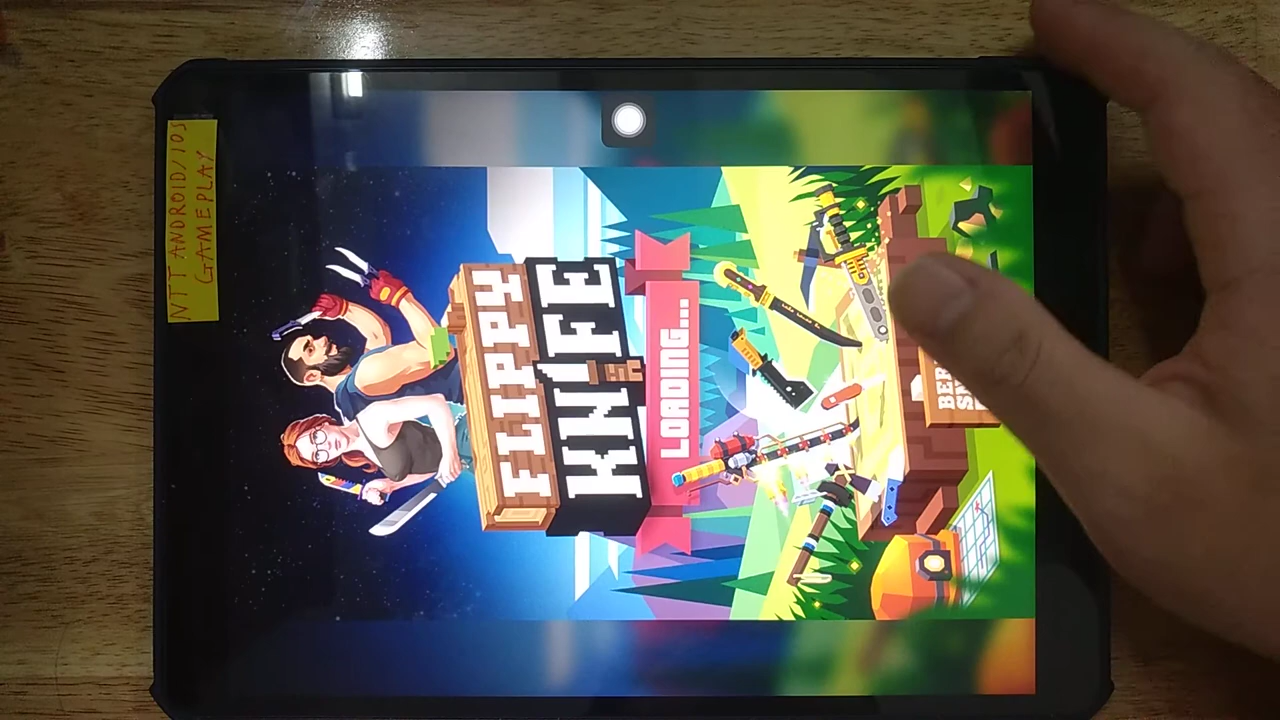 NTT ANDROID/IOS
GAMEPLAY
FLIPPY
KNIFE
LOADING...